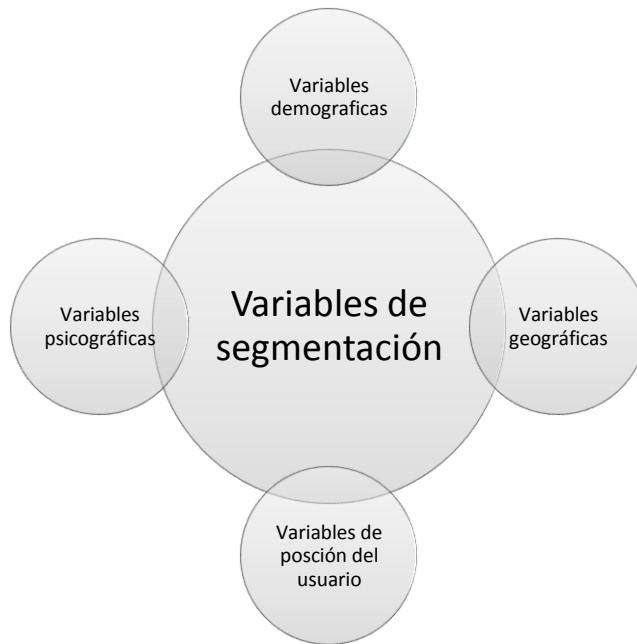 Variables
demograficas
Variables
psicográficas
Variables de
segmentación
Variables
geográficas
Variables de
posción del
usuario